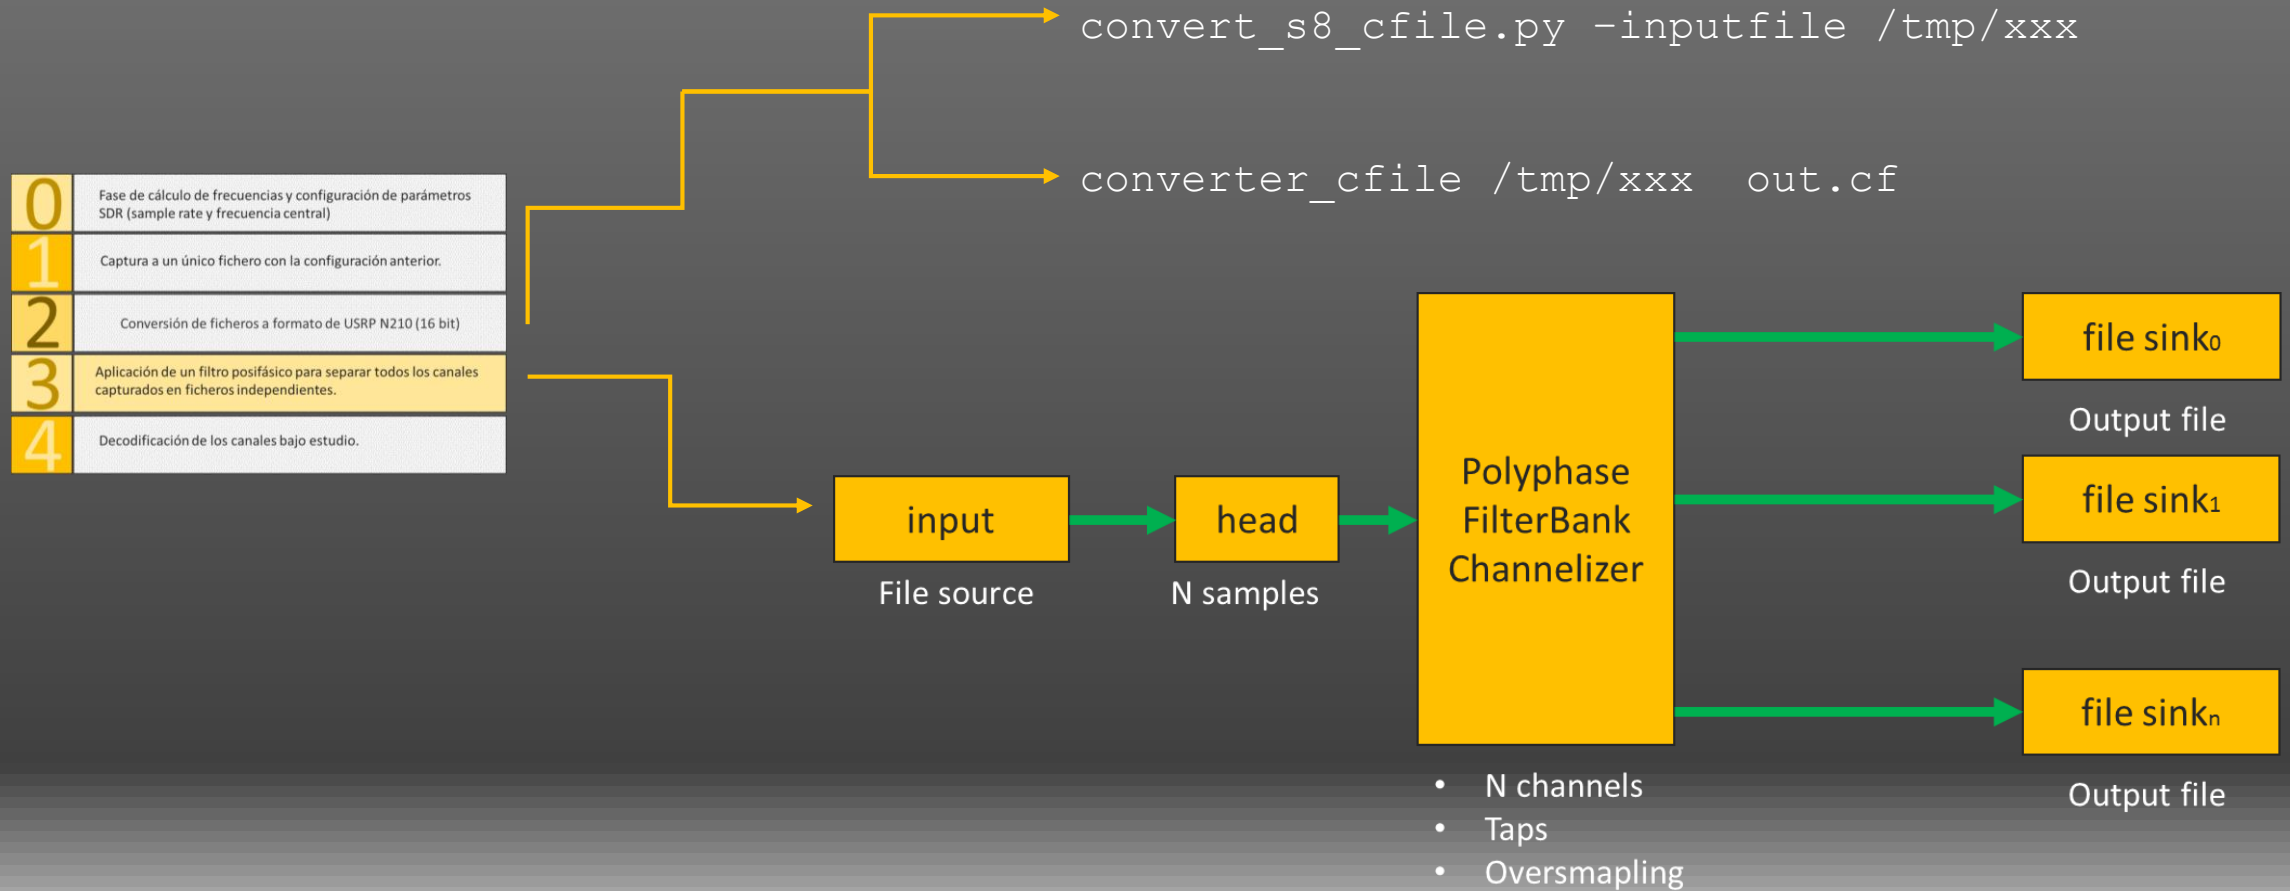 convert_s8_cfile.py –inputfile /tmp/xxx
converter_cfile /tmp/xxx out.cf
0
Fase de cálculo de frecuencias y configuración de parámetros
SDR (sample rate y frecuencia central)
1
Captura a un único fichero con la configuración anterior.
2
Conversión de ficheros a formato de USRP N210 (16 bit)
3
Aplicación de un filtro posifásico para separar todos los canales
capturados en ficheros independientes.
4
Decodificación de los canales bajo estudio.
input
File source
head
N samples
Polyphase
FilterBank
Channelizer
• N channels
• Taps
• Oversmapling
file sink0
Output file
file sink1
Output file
file sinkn
Output file